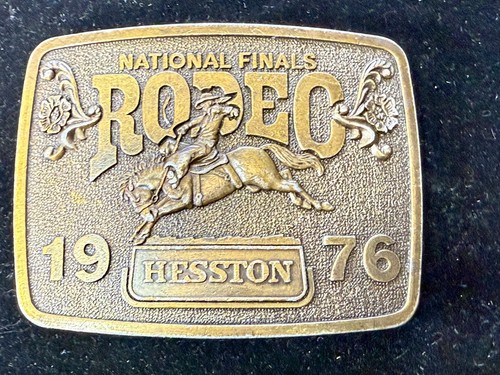 NATIONAL FINALS
RODEO
19 76
HESSTON